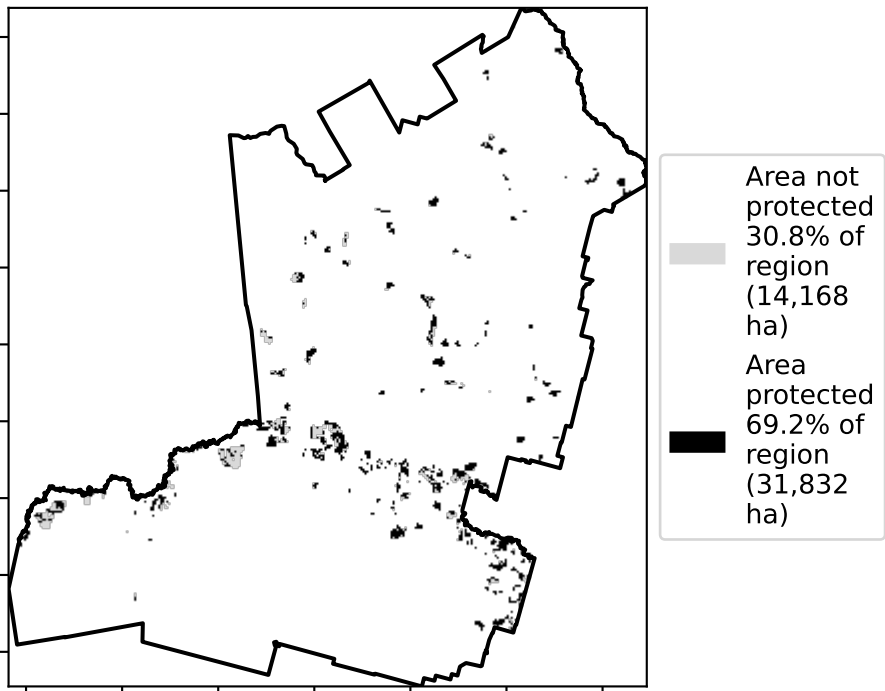 Area not
protected
30.8% of
region
(14,168
ha)
Area
protected
69.2% of
region
(31,832
ha)